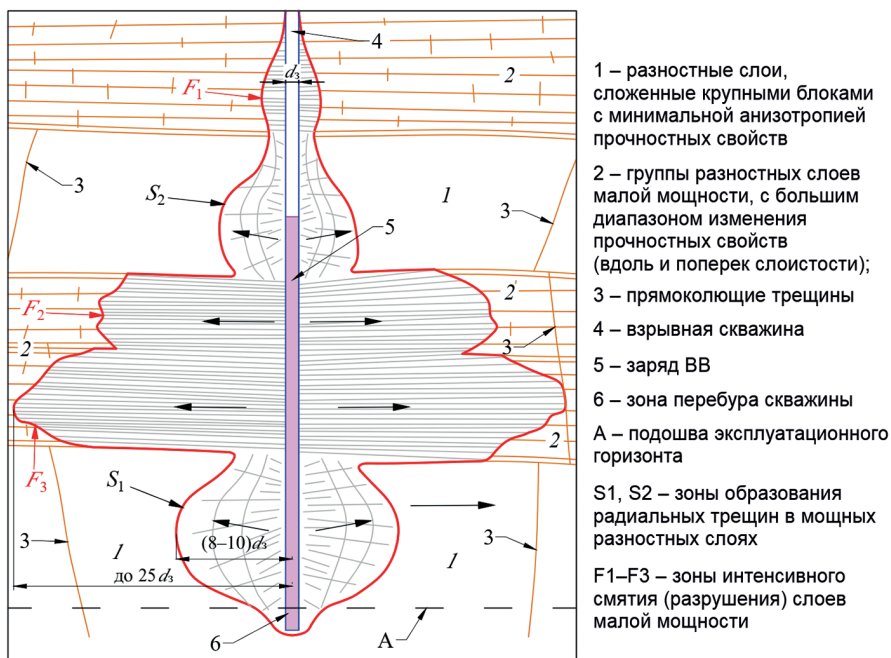 4
d₃
2
F₁
3
S₂
1
3
5
2
F₂
3
2
2
F₃
S₁
3
(8–10)d₃
1
3
1
до 25d₃
6
А
1 – разностные слои,
сложенные крупными блоками
с минимальной анизотропией
прочностных свойств
2 – группы разностных слоев
малой мощности, с большим
диапазоном изменения
прочностных свойств
(вдоль и поперек слоистости);
3 – прямоколющие трещины
4 – взрывная скважина
5 – заряд ВВ
6 – зона перебура скважины
А – подошва эксплуатационного
горизонта
S1, S2 – зоны образования
радиальных трещин в мощных
разностных слоях
F1–F3 – зоны интенсивного
смятия (разрушения) слоев
малой мощности